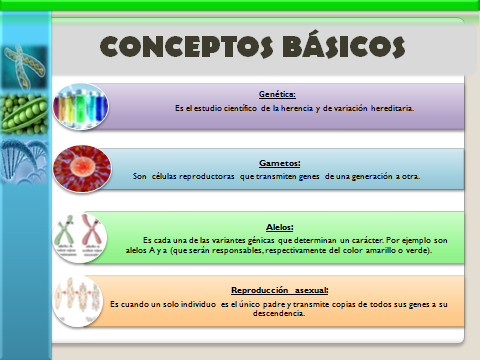 CONCEPTOS BÁSICOS
Genética:
Es el estudio científico de la herencia y de variación hereditaria.
Gametos:
Son células reproductoras que transmiten genes de una generación a otra.
Alelos:
Es cada una de las variantes génicas que determinan un carácter. Por ejemplo son
alelos A y a (que serán responsables, respectivamente del color amarillo o verde).
Reproducción asexual:
Es cuando un solo individuo es el único padre y transmite copias de todos sus genes a su
descendencia.